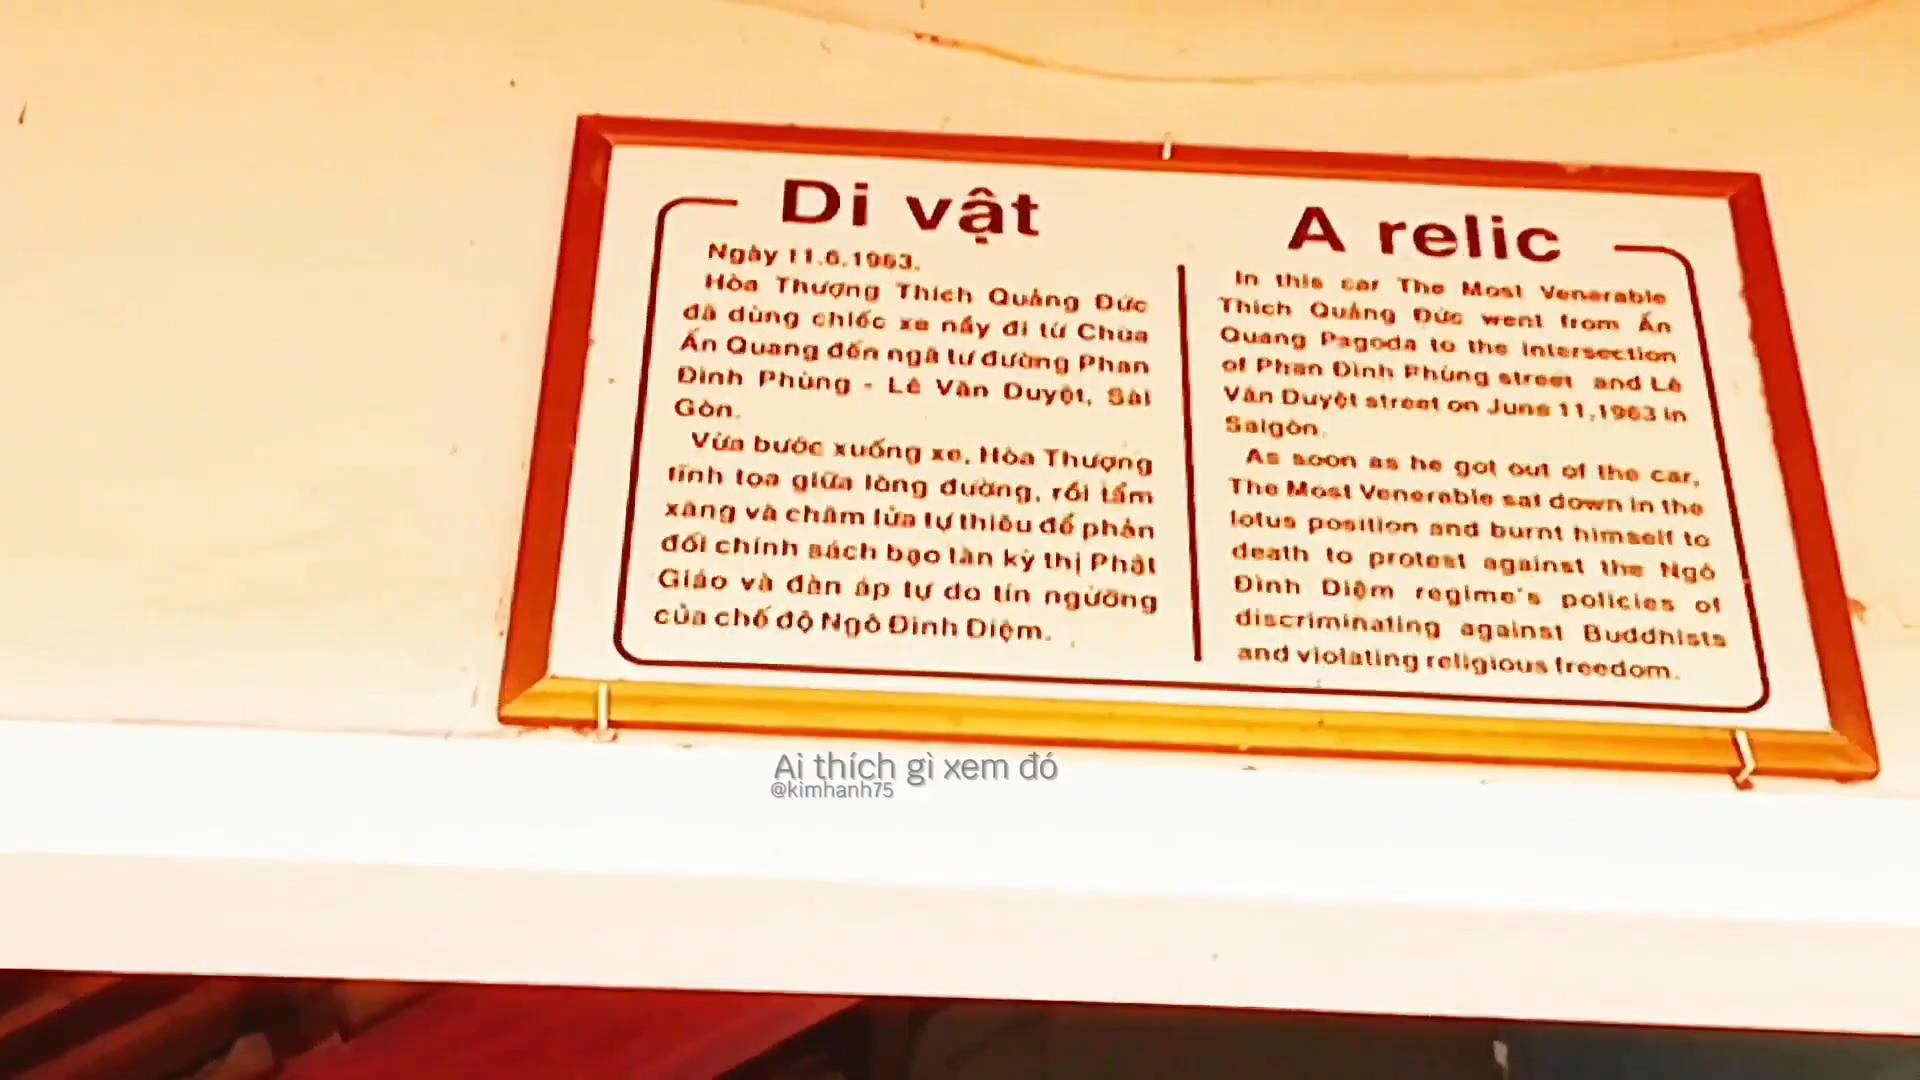 Di vật
Ngày 11.6.1963.
Hòa Thượng Thích Quảng Đức
đã dùng chiếc xe nầy đi từ Chùa
Ấn Quang đến ngã tư đường Phan
Đình Phùng - Lê Văn Duyệt, Sài
Gòn.
Vừa bước xuống xe, Hòa Thượng
tĩnh tọa giữa lòng đường, rồi tẩm
xăng và châm lửa tự thiêu để phản
đối chính sách bạo tàn kỳ thị Phật
Giáo và đàn áp tự do tín ngưỡng
của chế độ Ngô Đình Diệm.
A relic
In this car The Most Venerable
Thích Quảng Đức went from Ấn
Quang Pagoda to the intersection
of Phan Đình Phùng street and Lê
Văn Duyệt street on June 11,1963 in
Saigòn.
As soon as he got out of the car,
The Most Venerable sat down in the
lotus position and burnt himself to
death to protest against the Ngô
Đình Diệm regime's policies of
discriminating against Buddhists
and violating religious freedom.
Ai thích gì xem đó
@kimhanh75